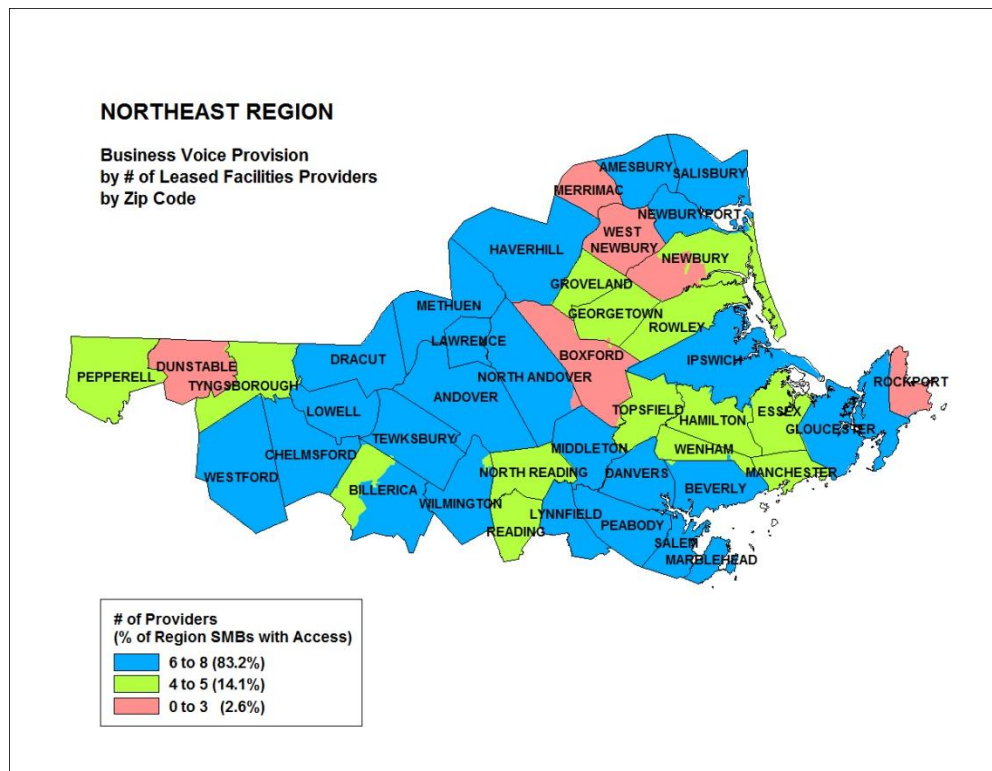 NORTHEAST REGION
Business Voice Provision
by # of Leased Facilities Providers
by Zip Code
AMESBURY
SALISBURY
MERRIMAC
NEWBURYPORT
WEST
NEWBURY
HAVERHILL
NEWBURY
GROVELAND
METHUEN
GEORGETOWN
ROWLEY
LAWRENCE
BOXFORD
IPSWICH
DRACUT
DUNSTABLE
PEPPERELL
TYNGSBOROUGH
NORTH ANDOVER
ROCKPORT
ANDOVER
LOWELL
TOPSFIELD
ESSEX
HAMILTON
GLOUCESTER
TEWKSBURY
MIDDLETON
WENHAM
CHELMSFORD
WESTFORD
NORTH READING
DANVERS
MANCHESTER
BEVERLY
BILLERICA
WILMINGTON
LYNNFIELD
PEABODY
READING
SALEM
MARBLEHEAD
# of Providers
(% of Region SMBs with Access)
6 to 8 (83.2%)
4 to 5 (14.1%)
0 to 3 (2.6%)